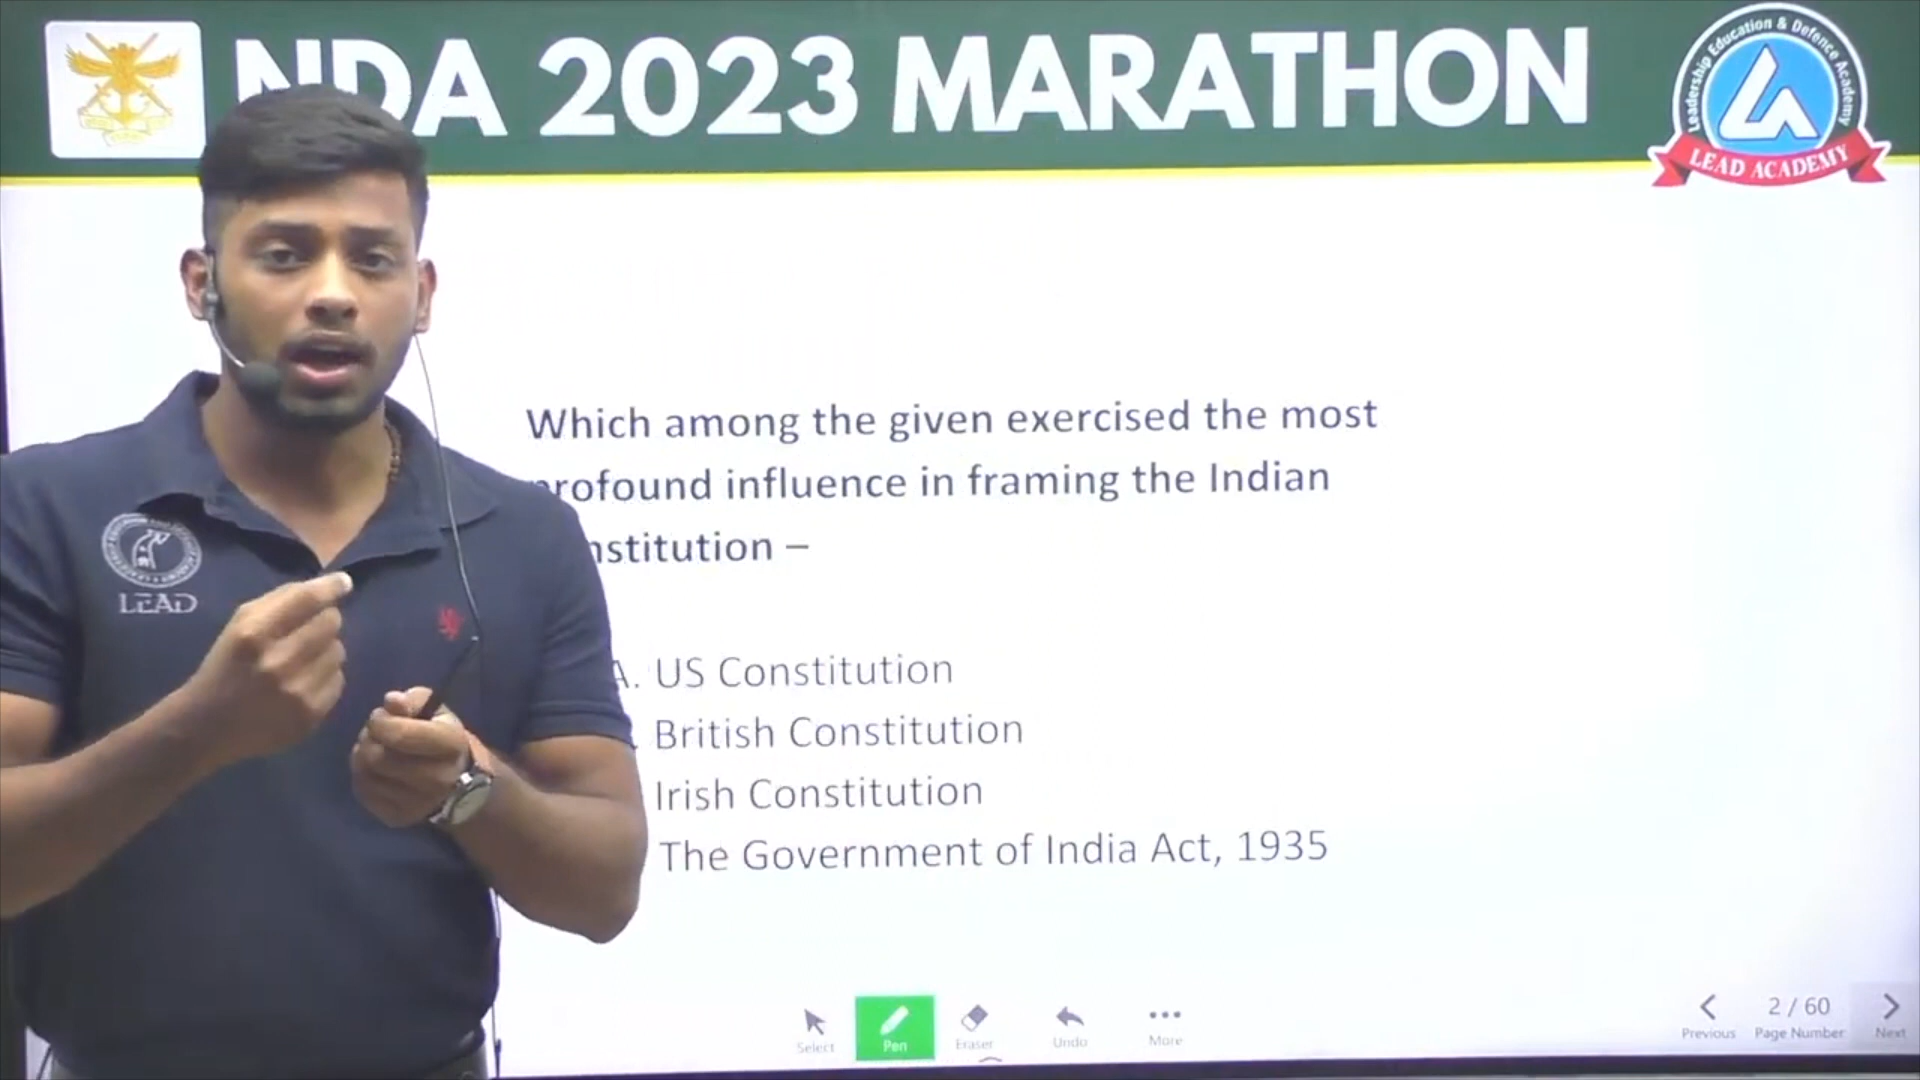 NDA 2023 MARATHON
Leadership Education & Defence Academy
LEAD ACADEMY
Which among the given exercised the most
profound influence in framing the Indian
nstitution –
A. US Constitution
British Constitution
Irish Constitution
The Government of India Act, 1935
LEAD
Select
Pen
Eraser
Undo
More
Previous
2 / 60
Page Number
Next